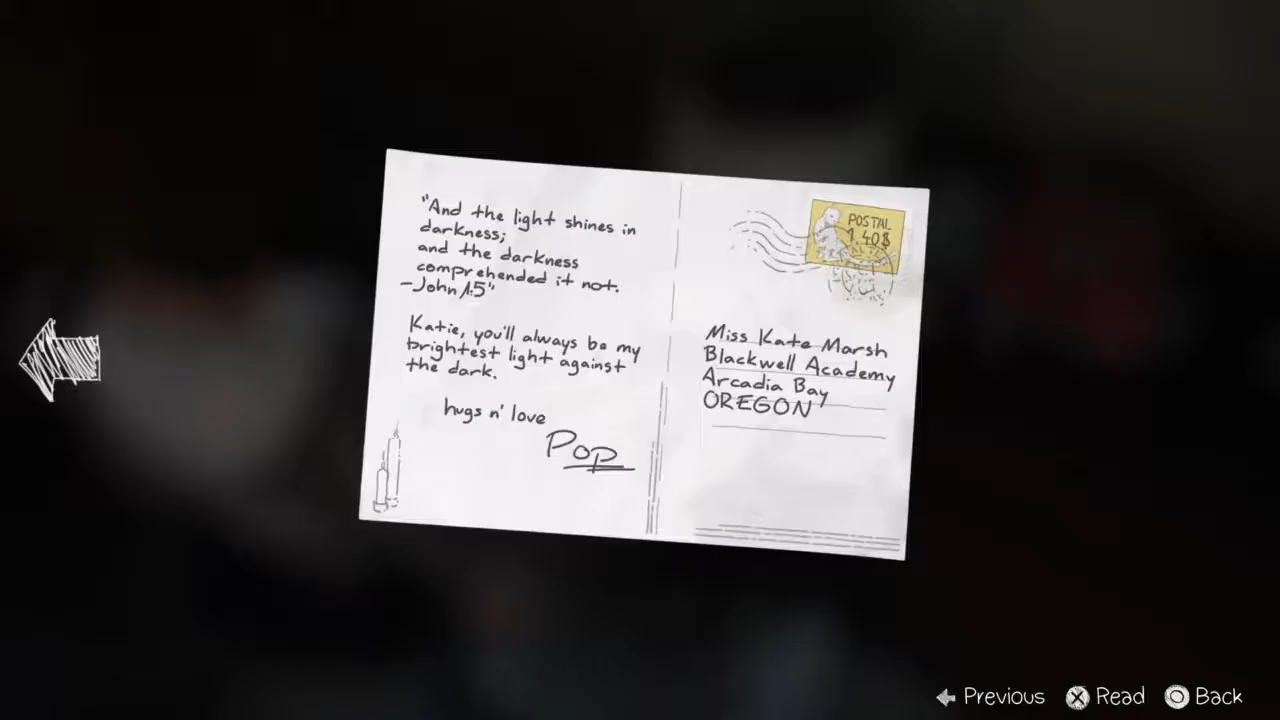 "And the light shines in
darkness;
and the darkness
comprehended it not.
-John 1:5"
Katie, you'll always be my
brightest light against
the dark.
hugs n' love
Pop
POSTAL
1.40$
Miss Kate Marsh
Blackwell Academy
Arcadia Bay
OREGON
Previous
Read
Back